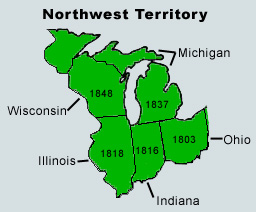 Northwest Territory
Michigan
1848
Wisconsin
1837
1803
Ohio
Illinois
1818
1816
Indiana